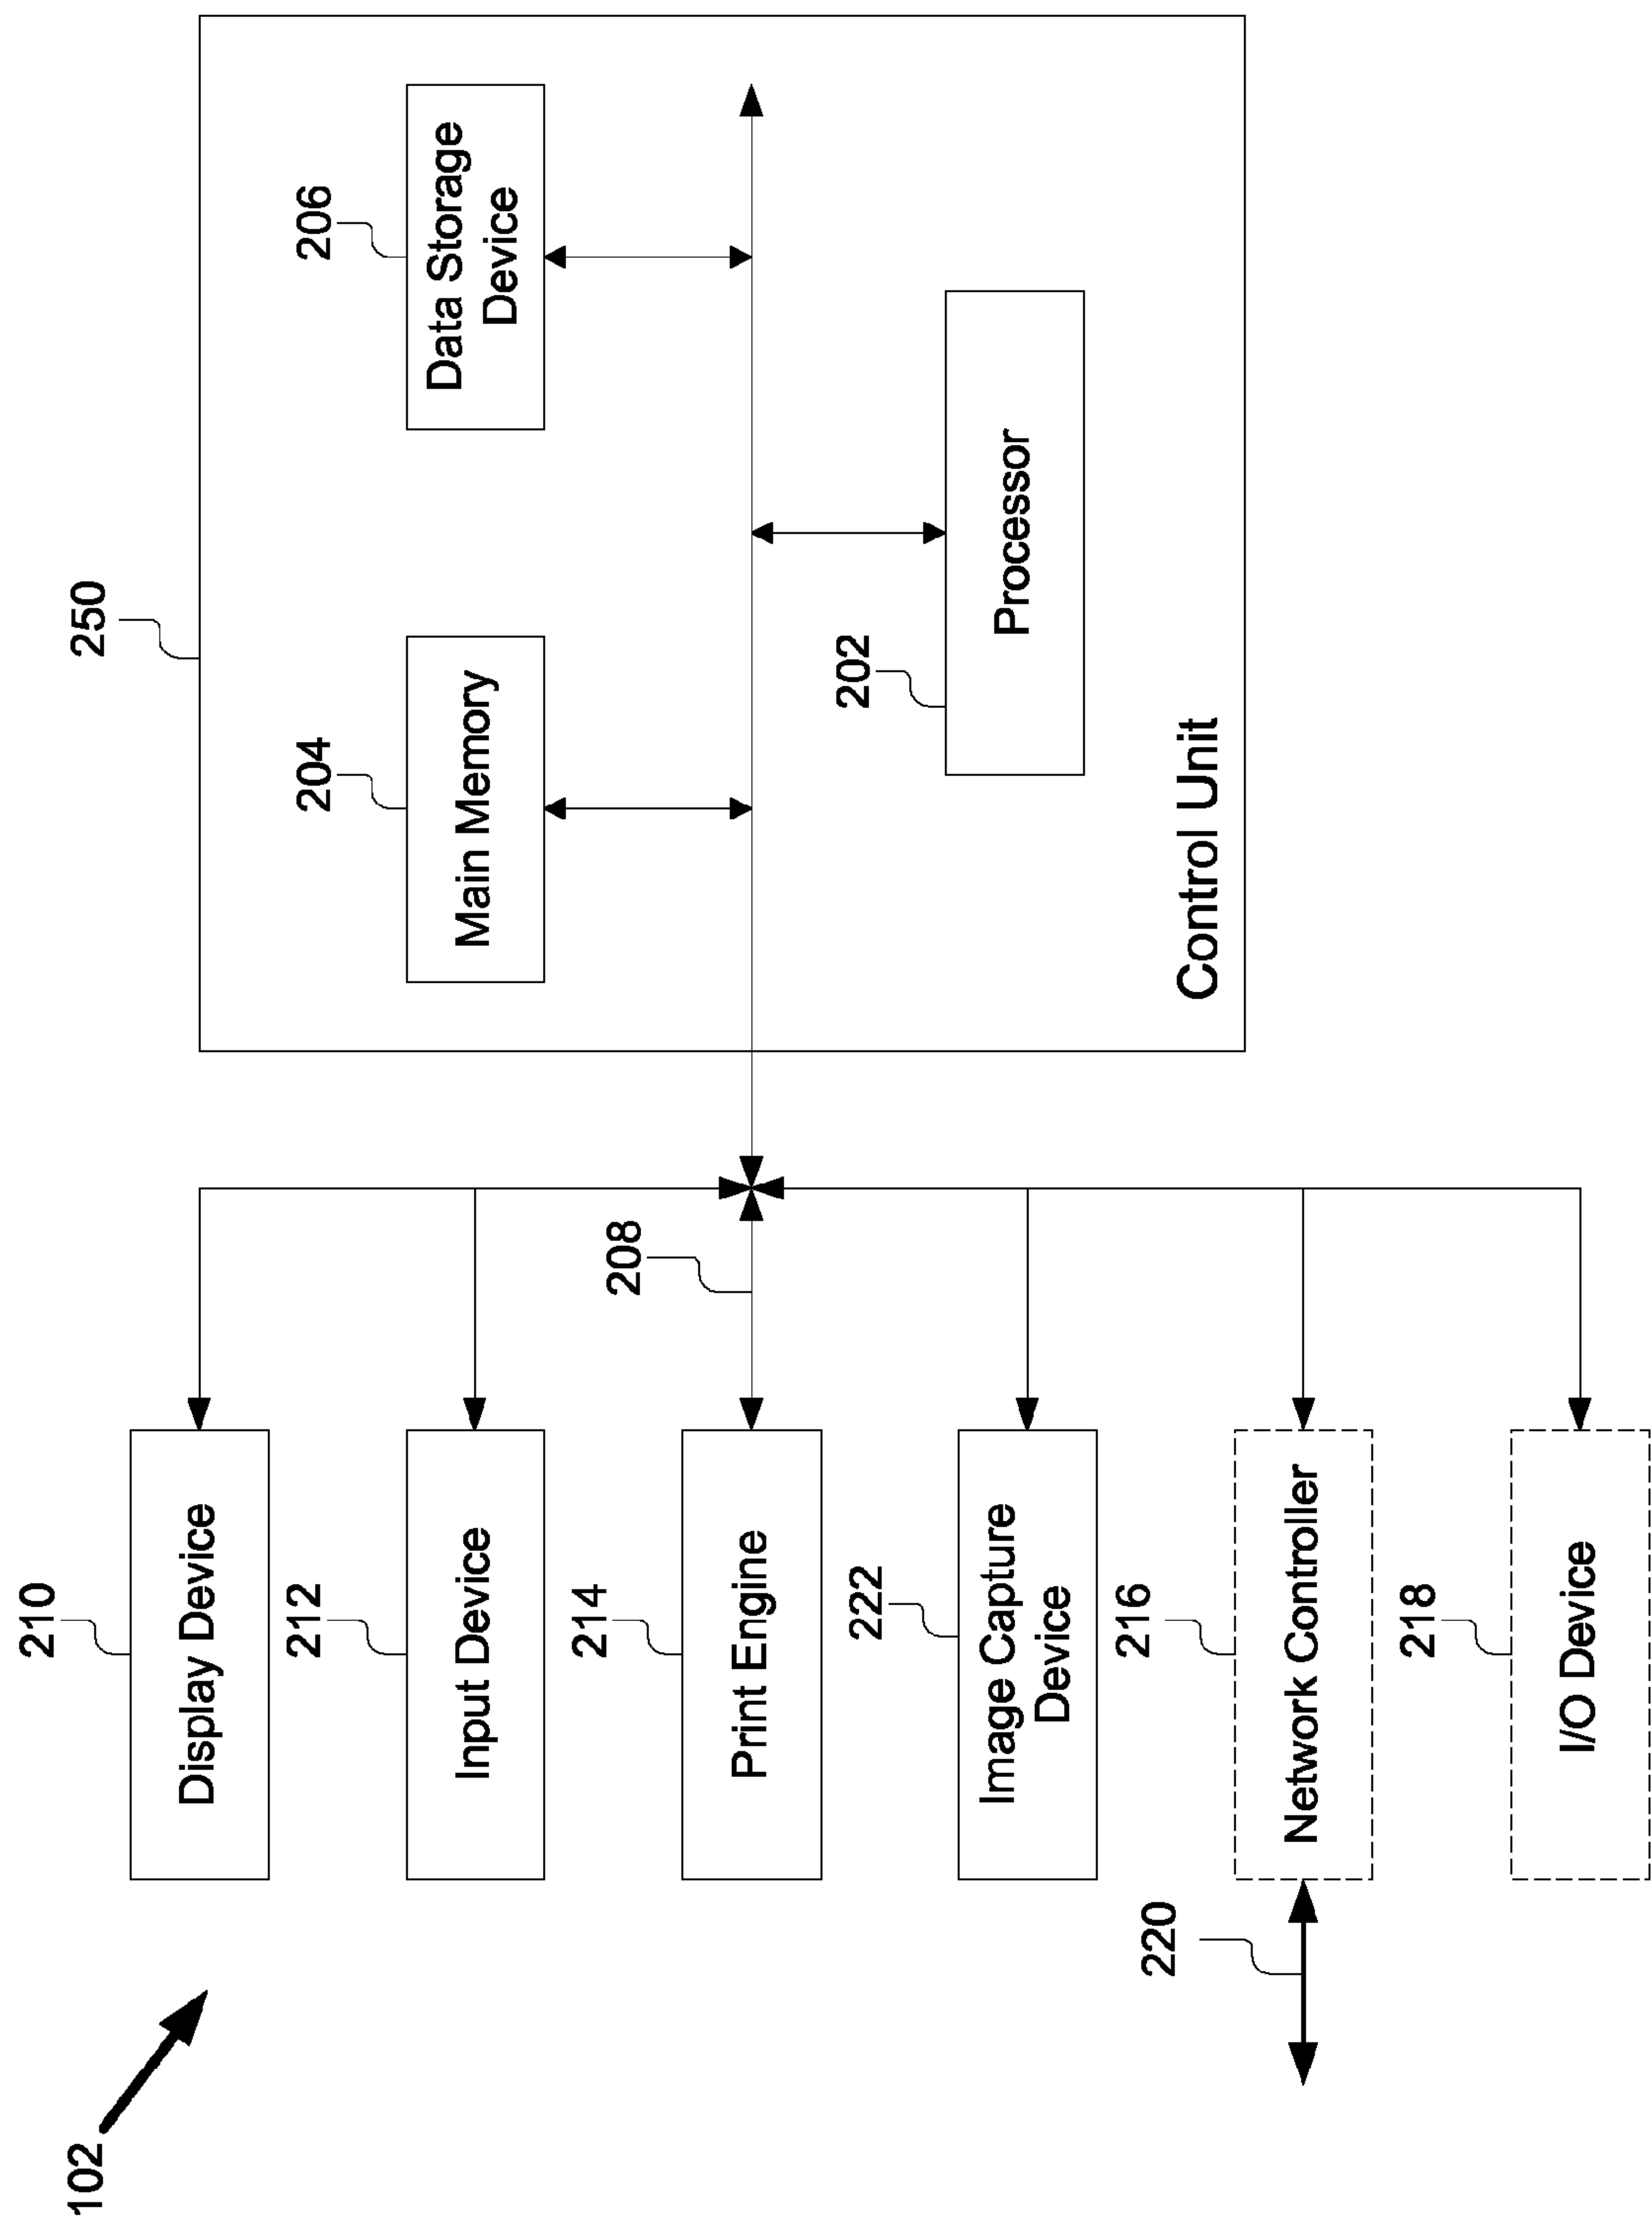 250
204
Main Memory
206
Data Storage
Device
202
Processor
Control Unit
208
210
Display Device
212
Input Device
214
Print Engine
222
Image Capture
Device
216
Network Controller
218
I/O Device
220
102